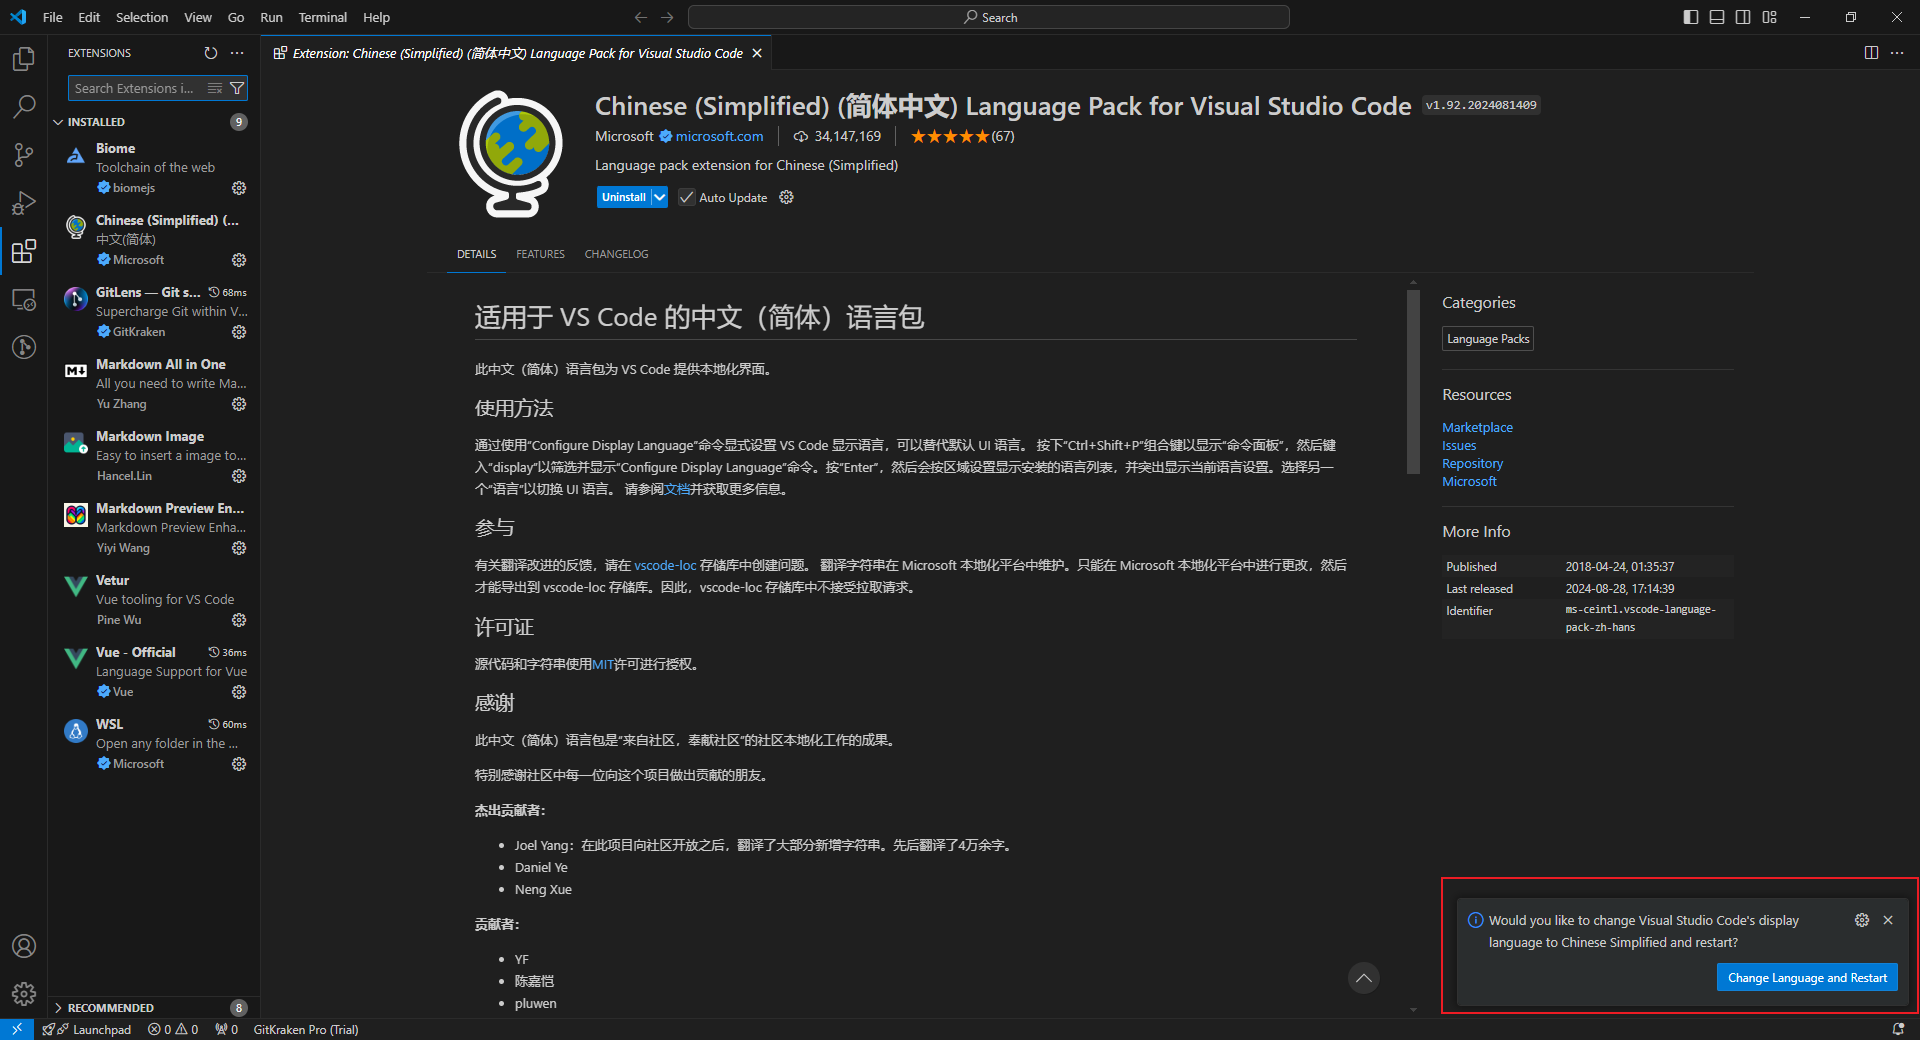 File Edit Selection View Go Run Terminal Help
Search
EXTENSIONS
Extension: Chinese (Simplified) (简体中文) Language Pack for Visual Studio Code
Search Extensions i...
INSTALLED 9
Biome
Toolchain of the web
biomejs
Chinese (Simplified) (...
中文(简体)
Microsoft
GitLens — Git s... 68ms
Supercharge Git within V...
GitKraken
Markdown All in One
All you need to write Ma...
Yu Zhang
Markdown Image
Easy to insert a image to...
Hancel.Lin
Markdown Preview En...
Markdown Preview Enha...
Yiyi Wang
Vetur
Vue tooling for VS Code
Pine Wu
Vue - Official 36ms
Language Support for Vue
Vue
WSL 60ms
Open any folder in the ...
Microsoft
RECOMMENDED 8
Chinese (Simplified) (简体中文) Language Pack for Visual Studio Code v1.92.2024081409
Microsoft microsoft.com 34,147,169 (67)
Language pack extension for Chinese (Simplified)
Uninstall Auto Update
DETAILS FEATURES CHANGELOG
适用于 VS Code 的中文（简体）语言包
此中文（简体）语言包为 VS Code 提供本地化界面。
使用方法
通过使用“Configure Display Language”命令显式设置 VS Code 显示语言，可以替代默认 UI 语言。 按下“Ctrl+Shift+P”组合键以显示“命令面板”，然后键
入“display”以筛选并显示“Configure Display Language”命令。按“Enter”，然后会按区域设置显示安装的语言列表，并突出显示当前语言设置。选择另一
个“语言”以切换 UI 语言。 请参阅文档并获取更多信息。
参与
有关翻译改进的反馈，请在 vscode-loc 存储库中创建问题。 翻译字符串在 Microsoft 本地化平台中维护。只能在 Microsoft 本地化平台中进行更改，然后
才能导出到 vscode-loc 存储库。因此，vscode-loc 存储库中不接受拉取请求。
许可证
源代码和字符串使用MIT许可进行授权。
感谢
此中文（简体）语言包是“来自社区，奉献社区”的社区本地化工作的成果。
特别感谢社区中每一位向这个项目做出贡献的朋友。
杰出贡献者：
Joel Yang：在此项目向社区开放之后，翻译了大部分新增字符串。先后翻译了4万余字。
Daniel Ye
Neng Xue
贡献者：
YF
陈嘉恺
pluwen
Categories
Language Packs
Resources
Marketplace
Issues
Repository
Microsoft
More Info
Published 2018-04-24, 01:35:37
Last released 2024-08-28, 17:14:39
Identifier ms-ceintl.vscode-language-
pack-zh-hans
Would you like to change Visual Studio Code's display
language to Chinese Simplified and restart?
Change Language and Restart
Launchpad 0 0 0 GitKraken Pro (Trial)